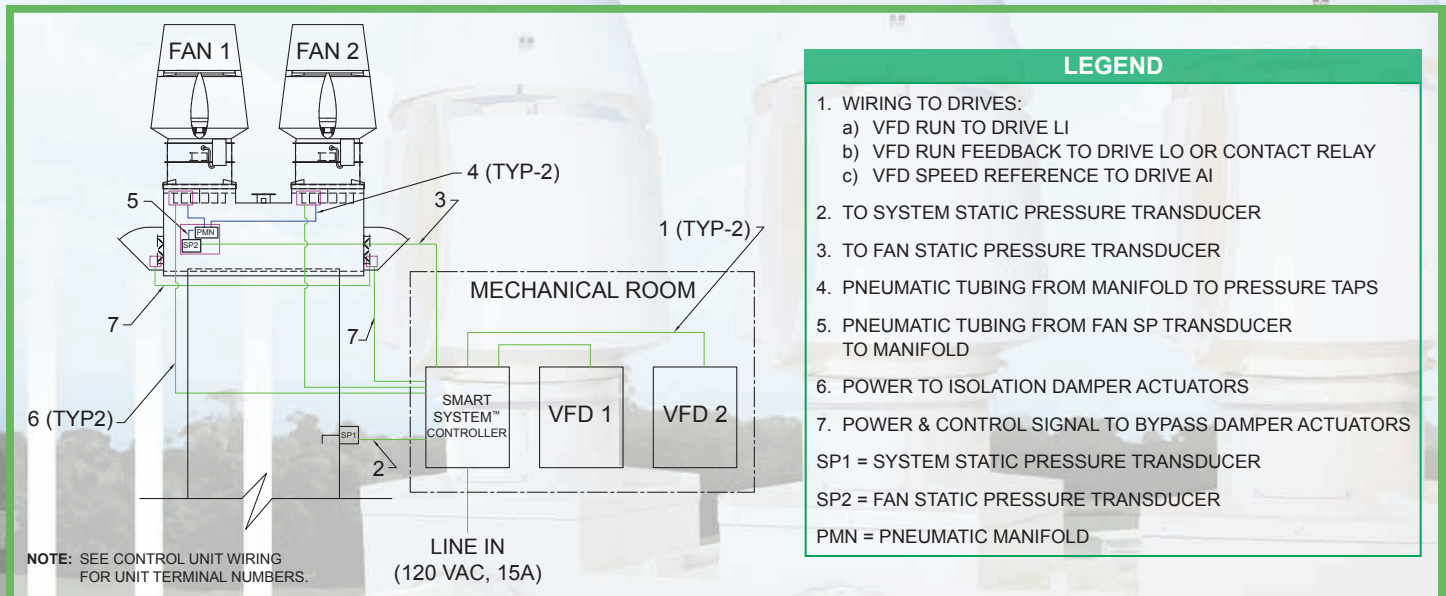 FAN 1
FAN 2
4 (TYP-2)
5
3
PMN
SP2
1 (TYP-2)
MECHANICAL ROOM
7
7
SMART
SYSTEM™
CONTROLLER
VFD 1
VFD 2
6 (TYP2)
SP1
2
LINE IN
(120 VAC, 15A)
NOTE: SEE CONTROL UNIT WIRING
FOR UNIT TERMINAL NUMBERS.
LEGEND
1. WIRING TO DRIVES:
a) VFD RUN TO DRIVE LI
b) VFD RUN FEEDBACK TO DRIVE LO OR CONTACT RELAY
c) VFD SPEED REFERENCE TO DRIVE AI
2. TO SYSTEM STATIC PRESSURE TRANSDUCER
3. TO FAN STATIC PRESSURE TRANSDUCER
4. PNEUMATIC TUBING FROM MANIFOLD TO PRESSURE TAPS
5. PNEUMATIC TUBING FROM FAN SP TRANSDUCER
TO MANIFOLD
6. POWER TO ISOLATION DAMPER ACTUATORS
7. POWER & CONTROL SIGNAL TO BYPASS DAMPER ACTUATORS
SP1 = SYSTEM STATIC PRESSURE TRANSDUCER
SP2 = FAN STATIC PRESSURE TRANSDUCER
PMN = PNEUMATIC MANIFOLD